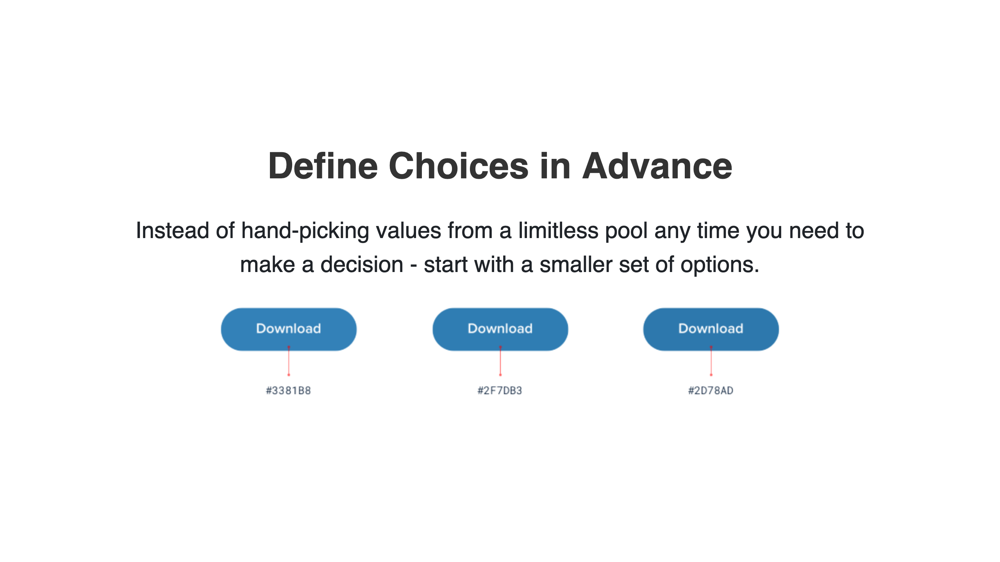 Define Choices in Advance
Instead of hand-picking values from a limitless pool any time you need to
make a decision - start with a smaller set of options.
Download
Download
Download
#3381B8
#2F7DB3
#2D78AD